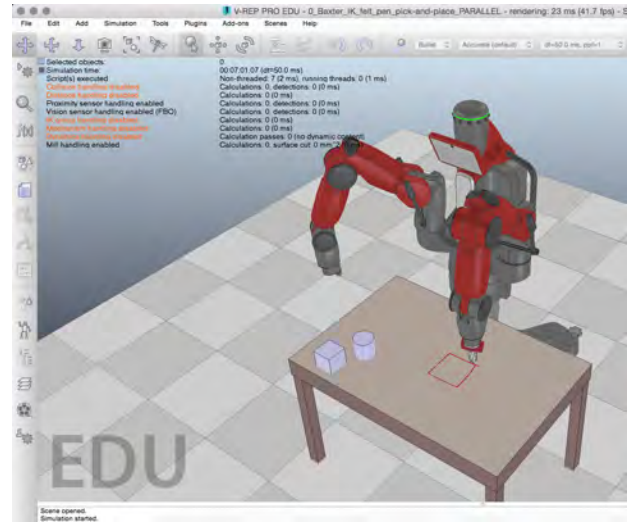 V-REP PRO EDU - 0_Baxter_IK_felt_pen_pick-and-place_PARALLEL - rendering: 23 ms (41.7 fps) - S
File Edit Add Simulation Tools Plugins Add-ons Scenes Help
Bullet Accurate (default) dt=50.0 ms, ppf=1
Selected objects: 0
Simulation time: 00:07:01.07 (dt=50.0 ms)
Script(s) executed Non-threaded: 7 (2 ms), running threads: 0 (1 ms)
Collision handling disabled Calculations: 0, detections: 0 (0 ms)
Distance handling disabled Calculations: 0 (0 ms)
Proximity sensor handling enabled Calculations: 0, detections: 0 (0 ms)
Vision sensor handling enabled (FBO) Calculations: 0, detections: 0 (0 ms)
handling disabled Calculations: 0 (0 ms)
handling disabled Calculations: 0 (0 ms)
handling disabled Calculation passes: 0 (no dynamic content)
Mill handling enabled Calculations: 0, surface cut: 0 mm^2
f(x)
EDU
Scene opened.
Simulation started.